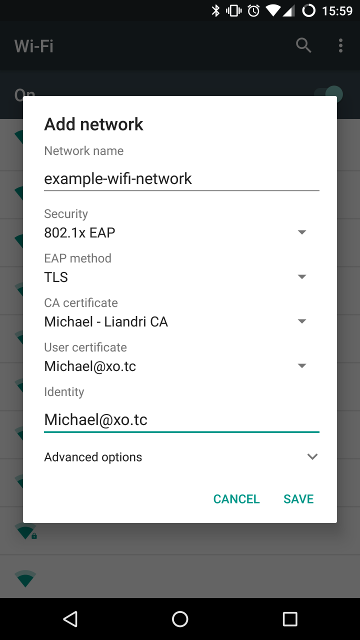 15:59
Wi-Fi
On
Add network
Network name
example-wifi-network
Security
802.1x EAP
EAP method
TLS
CA certificate
Michael - Liandri CA
User certificate
Michael@xo.tc
Identity
Michael@xo.tc
Advanced options
CANCEL SAVE